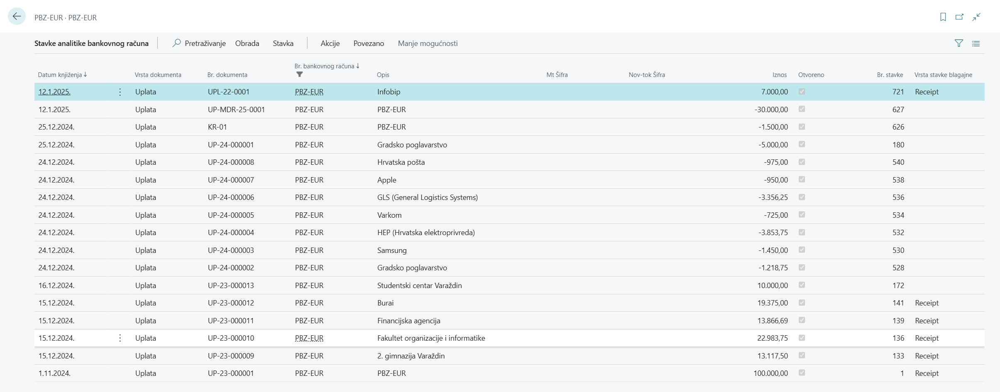 PBZ-EUR · PBZ-EUR
Stavke analitike bankovnog računa Pretraživanje Obrada Stavka Akcije Povezano Manje mogućnosti
Datum knjiženja↓ Vrsta dokumenta Br. dokumenta Br. bankovnog računa↓ Opis Mt Šifra Nov-tok Šifra Iznos Otvoreno Br. stavke Vrsta stavke blagajne
12.1.2025. Uplata UPL-22-0001 PBZ-EUR Infobip 7.000,00 721 Receipt
12.1.2025. Uplata UP-MDR-25-0001 PBZ-EUR PBZ-EUR -30.000,00 627
25.12.2024. Uplata KR-01 PBZ-EUR PBZ-EUR -1.500,00 626
25.12.2024. Uplata UP-24-000001 PBZ-EUR Gradsko poglavarstvo -5.000,00 180
24.12.2024. Uplata UP-24-000008 PBZ-EUR Hrvatska pošta -975,00 540
24.12.2024. Uplata UP-24-000007 PBZ-EUR Apple -950,00 538
24.12.2024. Uplata UP-24-000006 PBZ-EUR GLS (General Logistics Systems) -3.356,25 536
24.12.2024. Uplata UP-24-000005 PBZ-EUR Varkom -725,00 534
24.12.2024. Uplata UP-24-000004 PBZ-EUR HEP (Hrvatska elektroprivreda) -3.853,75 532
24.12.2024. Uplata UP-24-000003 PBZ-EUR Samsung -1.450,00 530
24.12.2024. Uplata UP-24-000002 PBZ-EUR Gradsko poglavarstvo -1.218,75 528
16.12.2024. Uplata UP-23-000013 PBZ-EUR Studentski centar Varaždin 10.000,00 172
15.12.2024. Uplata UP-23-000012 PBZ-EUR Burai 19.375,00 141 Receipt
15.12.2024. Uplata UP-23-000011 PBZ-EUR Financijska agencija 13.866,69 139 Receipt
15.12.2024. Uplata UP-23-000010 PBZ-EUR Fakultet organizacije i informatike 22.983,75 136 Receipt
15.12.2024. Uplata UP-23-000009 PBZ-EUR 2. gimnazija Varaždin 13.117,50 133 Receipt
1.11.2024. Uplata UP-23-000001 PBZ-EUR PBZ-EUR 100.000,00 1 Receipt